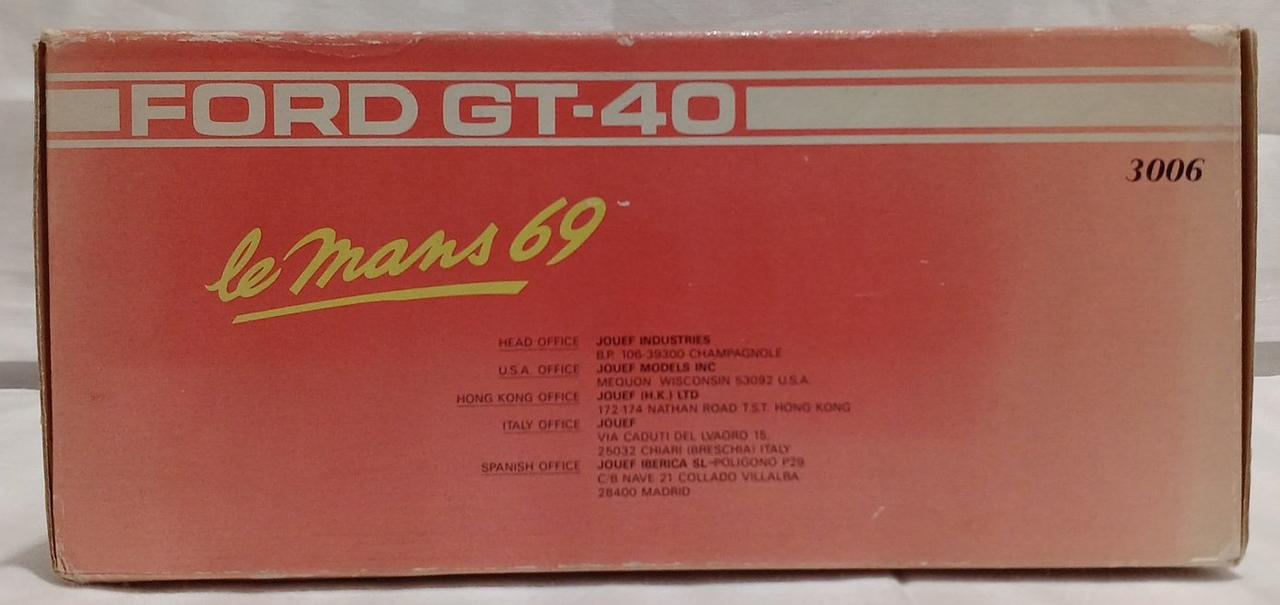 FORD GT-40
3006
le Mans 69
HEAD OFFICE JOUEF INDUSTRIES
B.P. 106-39300 CHAMPAGNOLE
U.S.A. OFFICE JOUEF MODELS INC
MEQUON WISCONSIN 53092 U.S.A.
HONG KONG OFFICE JOUEF (H.K.) LTD
172-174 NATHAN ROAD T.S.T. HONG KONG
ITALY OFFICE JOUEF
VIA CADUTI DEL LVAORO 15.
25032 CHIARI (BRESCHIA) ITALY
SPANISH OFFICE JOUEF IBERICA SL-POLIGONO P29
C/B NAVE 21 COLLADO VILLALBA
28400 MADRID